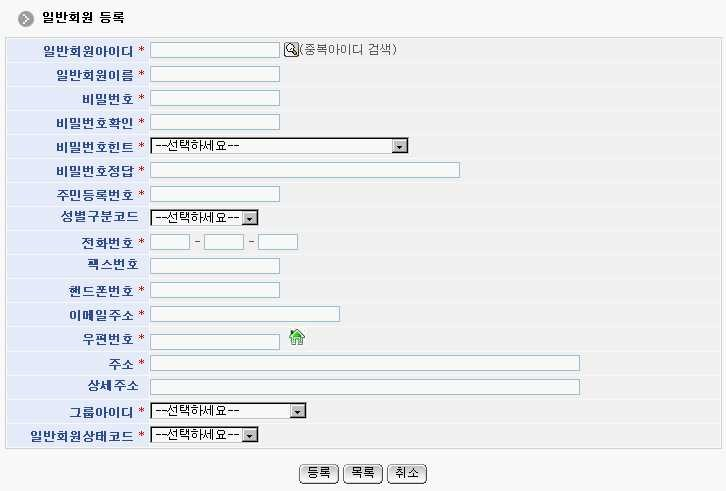 일반회원 등록
일반회원아이디 * (중복아이디 검색)
일반회원이름 *
비밀번호 *
비밀번호확인 *
비밀번호힌트 * --선택하세요--
비밀번호정답 *
주민등록번호 *
성별구분코드 --선택하세요--
전화번호 * - -
팩스번호
핸드폰번호 *
이메일주소 *
우편번호 *
주소 *
상세주소
그룹아이디 * --선택하세요--
일반회원상태코드 * --선택하세요--
등록 목록 취소